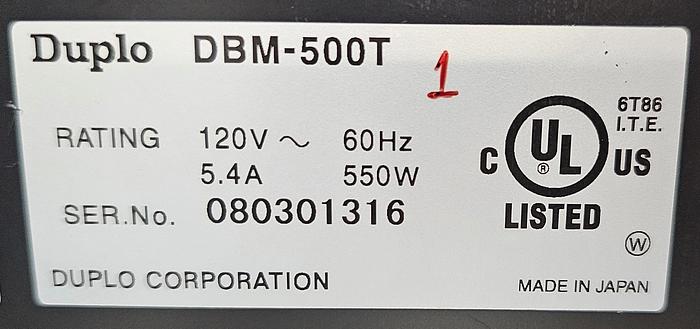 Duplo DBM-500T 1
RATING 120V ~ 60Hz
5.4A 550W
SER.No. 080301316
DUPLO CORPORATION
6T86
I.T.E.
C UL ® US
LISTED
W
MADE IN JAPAN